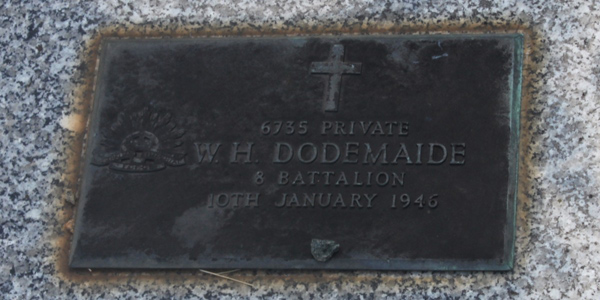 6735 PRIVATE
W. H. DODEMAIDE
8 BATTALION
10TH JANUARY 1946